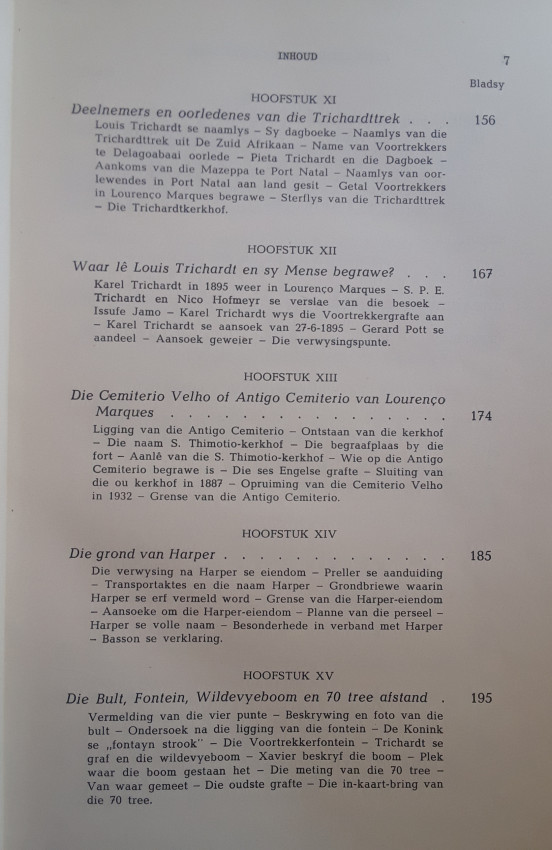 INHOUD 7
Bladsy
HOOFSTUK XI
Deelnemers en oorledenes van die Trichardttrek . . . 156
Louis Trichardt se naamlys – Sy dagboeke – Naamlys van die
Trichardttrek uit De Zuid Afrikaan – Name van Voortrekkers
te Delagoabaai oorlede – Pieta Trichardt en die Dagboek –
Aankoms van die Mazeppa te Port Natal – Naamlys van oor-
lewendes in Port Natal aan land gesit – Getal Voortrekkers
in Lourenço Marques begrawe – Sterflys van die Trichardttrek
– Die Trichardtkerkhof.
HOOFSTUK XII
Waar lê Louis Trichardt en sy Mense begrawe? . . . 167
Karel Trichardt in 1895 weer in Lourenço Marques – S. P. E.
Trichardt en Nico Hofmeyr se verslae van die besoek –
Issufe Jamo – Karel Trichardt wys die Voortrekkergrafte aan
– Karel Trichardt se aansoek van 27-6-1895 – Gerard Pott se
aandeel – Aansoek geweier – Die verwysingspunte.
HOOFSTUK XIII
Die Cemiterio Velho of Antigo Cemiterio van Lourenço
Marques . . . . . . . . . . . . . . . . 174
Ligging van die Antigo Cemiterio – Ontstaan van die kerkhof
– Die naam S. Thimotio-kerkhof – Die begraafplaas by die
fort – Aanlê van die S. Thimotio-kerkhof – Wie op die Antigo
Cemiterio begrawe is – Die ses Engelse grafte – Sluiting van
die ou kerkhof in 1887 – Opruiming van die Cemiterio Velho
in 1932 – Grense van die Antigo Cemiterio.
HOOFSTUK XIV
Die grond van Harper . . . . . . . . . . . . . 185
Die verwysing na Harper se eiendom – Preller se aanduiding
– Transportaktes en die naam Harper – Grondbriewe waarin
Harper se erf vermeld word – Grense van die Harper-eiendom
– Aansoeke om die Harper-eiendom – Planne van die perseel –
Harper se volle naam – Besonderhede in verband met Harper
– Basson se verklaring.
HOOFSTUK XV
Die Bult, Fontein, Wildevyeboom en 70 tree afstand . 195
Vermelding van die vier punte – Beskrywing en foto van die
bult – Ondersoek na die ligging van die fontein – De Konink
se „fontayn strook" – Die Voortrekkerfontein – Trichardt se
graf en die wildevyeboom – Xavier beskryf die boom – Plek
waar die boom gestaan het – Die meting van die 70 tree –
Van waar gemeet – Die oudste grafte – Die in-kaart-bring van
die 70 tree.